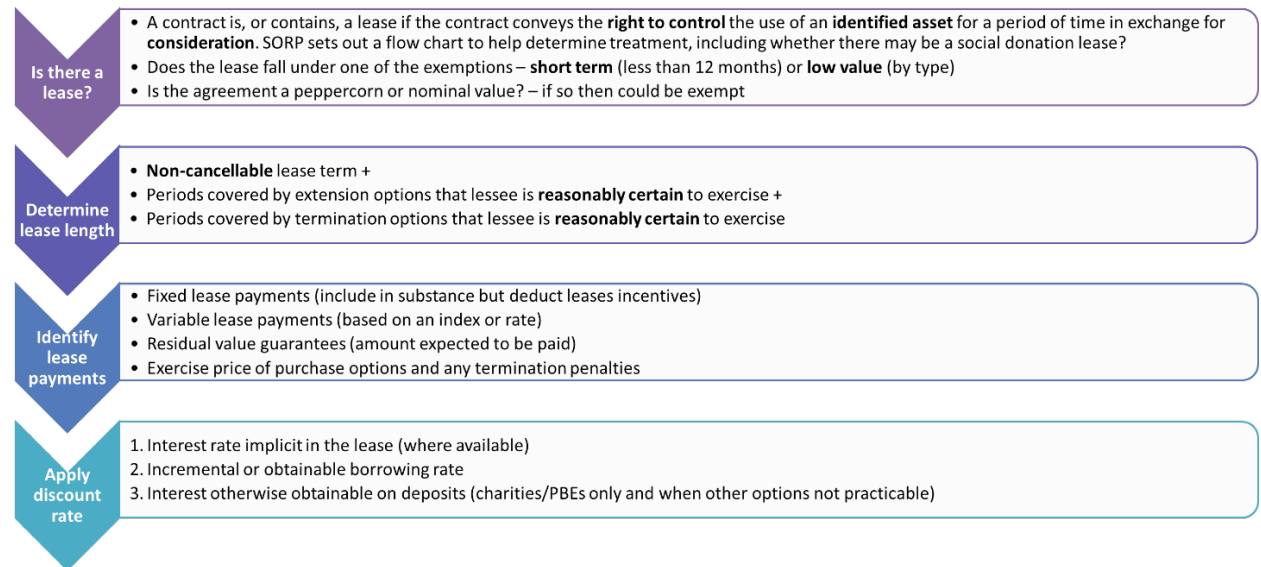 Is there a
lease?
• A contract is, or contains, a lease if the contract conveys the right to control the use of an identified asset for a period of time in exchange for
consideration. SORP sets out a flow chart to help determine treatment, including whether there may be a social donation lease?
• Does the lease fall under one of the exemptions – short term (less than 12 months) or low value (by type)
• Is the agreement a peppercorn or nominal value? – if so then could be exempt
Determine
lease length
• Non-cancellable lease term +
• Periods covered by extension options that lessee is reasonably certain to exercise +
• Periods covered by termination options that lessee is reasonably certain to exercise
Identify
lease
payments
• Fixed lease payments (include in substance but deduct leases incentives)
• Variable lease payments (based on an index or rate)
• Residual value guarantees (amount expected to be paid)
• Exercise price of purchase options and any termination penalties
Apply
discount
rate
1. Interest rate implicit in the lease (where available)
2. Incremental or obtainable borrowing rate
3. Interest otherwise obtainable on deposits (charities/PBEs only and when other options not practicable)